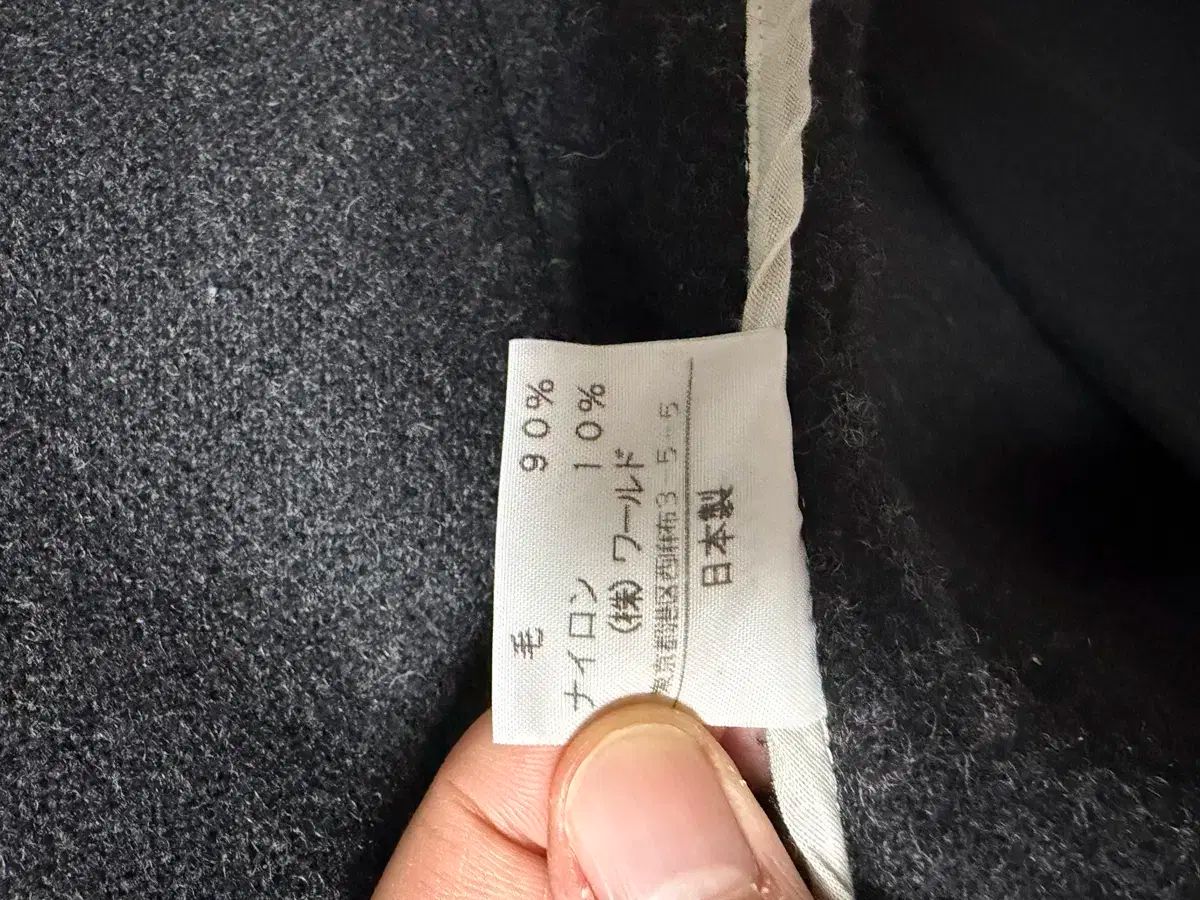 毛 90%
ナイロン 10%
(株)ワールド
東京都港区西麻布3-5-5
日本製